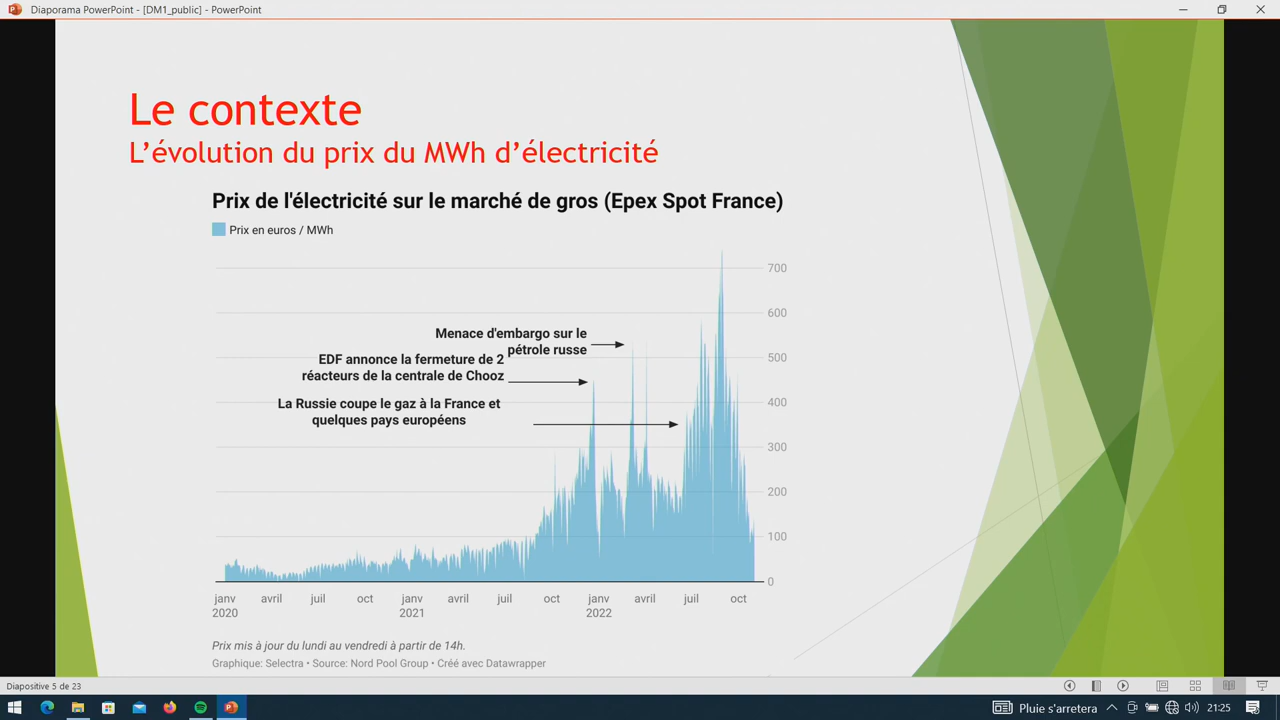 Diaporama PowerPoint - [DM1_public] - PowerPoint
Le contexte
L’évolution du prix du MWh d’électricité
Prix de l'électricité sur le marché de gros (Epex Spot France)
Prix en euros / MWh
700
600
500
400
300
200
100
0
Menace d'embargo sur le
pétrole russe
EDF annonce la fermeture de 2
réacteurs de la centrale de Chooz
La Russie coupe le gaz à la France et
quelques pays européens
janv avril juil oct janv avril juil oct janv avril juil oct
2020 2021 2022
Prix mis à jour du lundi au vendredi à partir de 14h.
Graphique: Selectra • Source: Nord Pool Group • Créé avec Datawrapper
Diapositive 5 de 23
Pluie s'arretera 21:25